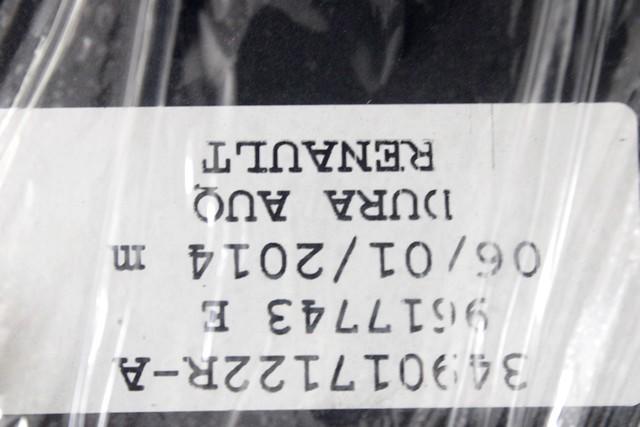 349017122R-A
9617743 E
06/01/2014 m
DURA AUQ
RENAULT